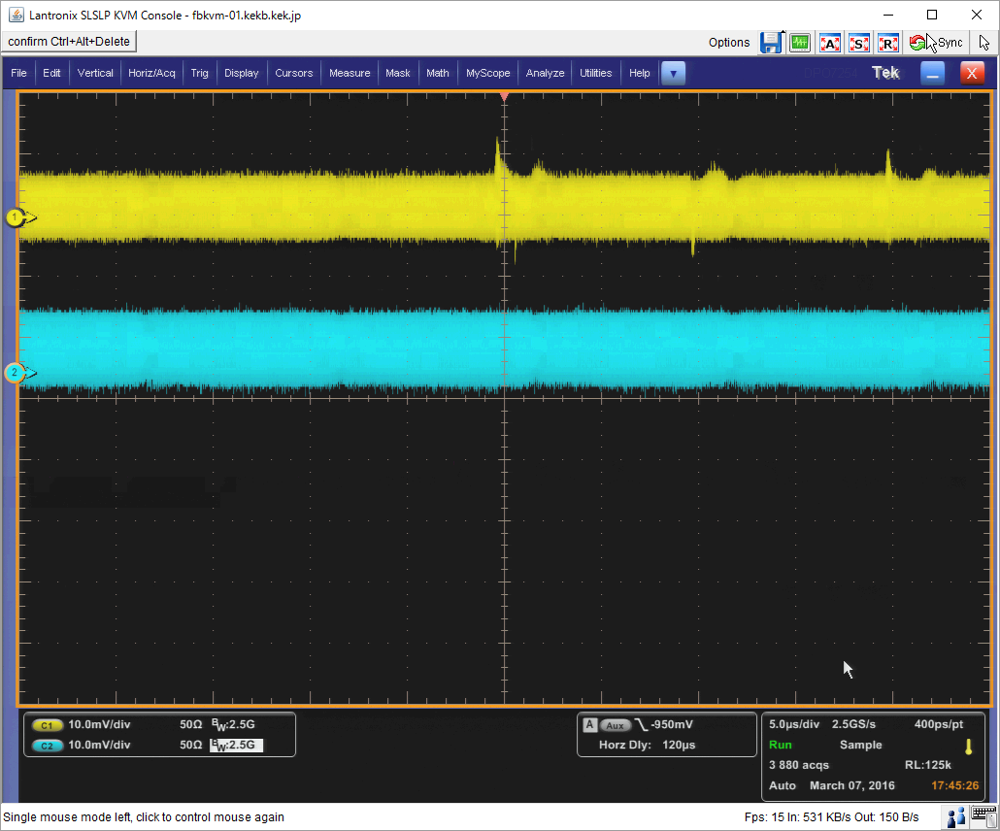 Lantronix SLSLP KVM Console - fbkvm-01.kekb.kek.jp
confirm Ctrl+Alt+Delete Options A S R Sync
File Edit Vertical Horiz/Acq Trig Display Cursors Measure Mask Math MyScope Analyze Utilities Help Tek X
1
2
C1 10.0mV/div 50Ω BW:2.5G
C2 10.0mV/div 50Ω BW:2.5G
A Aux -950mV
Horz Dly: 120µs
5.0µs/div 2.5GS/s 400ps/pt
Run Sample
3 880 acqs RL:125k
Auto March 07, 2016 17:45:26
Single mouse mode left, click to control mouse again Fps: 15 In: 531 KB/s Out: 150 B/s